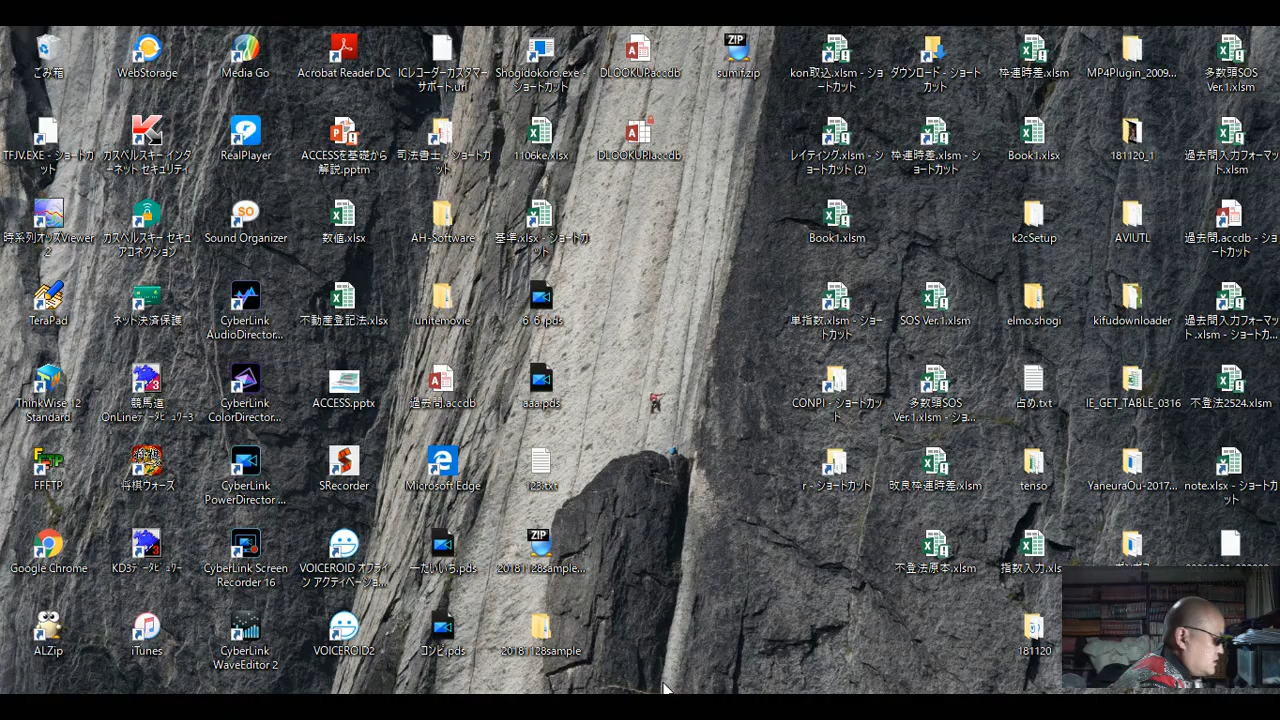 ごみ箱
WebStorage
Media Go
Acrobat Reader DC
ICレコーダーカスタマー
サポート.url
Shogidokoro.exe -
ショートカット
DLOOKUP.accdb
sumif.zip
kon取込.xlsm - ショ
ートカット
ダウンロード - ショート
カット
枠連時差.xlsm
MP4Plugin_2009...
多数頭SOS
Ver.1.xlsm
TFJV.EXE - ショートカ
ット
カスペルスキー インタ
ーネット セキュリティ
RealPlayer
ACCESSを基礎から
解説.pptm
司法書士 - ショートカ
ット
1106ke.xlsx
DLOOKUP.laccdb
レイティング.xlsm - シ
ョートカット (2)
枠連時差.xlsm - シ
ョートカット
Book1.xlsx
181120_1
過去問入力フォーマッ
ト.xlsm
時系列オッズViewer
2
カスペルスキー セキュ
アコネクション
Sound Organizer
数値.xlsx
AH-Software
基準.xlsx - ショートカ
ット
Book1.xlsm
k2cSetup
AVIUTL
過去問.accdb - ショ
ートカット
TeraPad
ネット決済保護
CyberLink
AudioDirector...
不動産登記法.xlsx
unitemovie
6_6.pds
単指数.xlsm - ショー
トカット
SOS Ver.1.xlsm
elmo.shogi
kifudownloader
過去問入力フォーマッ
ト.xlsm - ショートカ...
ThinkWise 12
Standard
競馬道
OnLineデータビューワー3
CyberLink
ColorDirector...
ACCESS.pptx
過去問.accdb
aaa.pds
CONPI - ショートカッ
ト
多数頭SOS
Ver.1.xlsm - ショ...
占め.txt
IE_GET_TABLE_0316
不登法2524.xlsm
FFFTP
将棋ウォーズ
CyberLink
PowerDirector ...
SRecorder
Microsoft Edge
123.txt
r - ショートカット
改良枠連時差.xlsm
tenso
YaneuraOu-2017...
note.xlsx - ショートカ
ット
Google Chrome
KD3データビュワー
CyberLink Screen
Recorder 16
VOICEROID オフライ
ン アクティベーショ...
一だいいち.pds
20181128sample...
不登法原本.xlsm
指数入力.xls
ALZip
iTunes
CyberLink
WaveEditor 2
VOICEROID2
コンピ.pds
20181128sample
181120